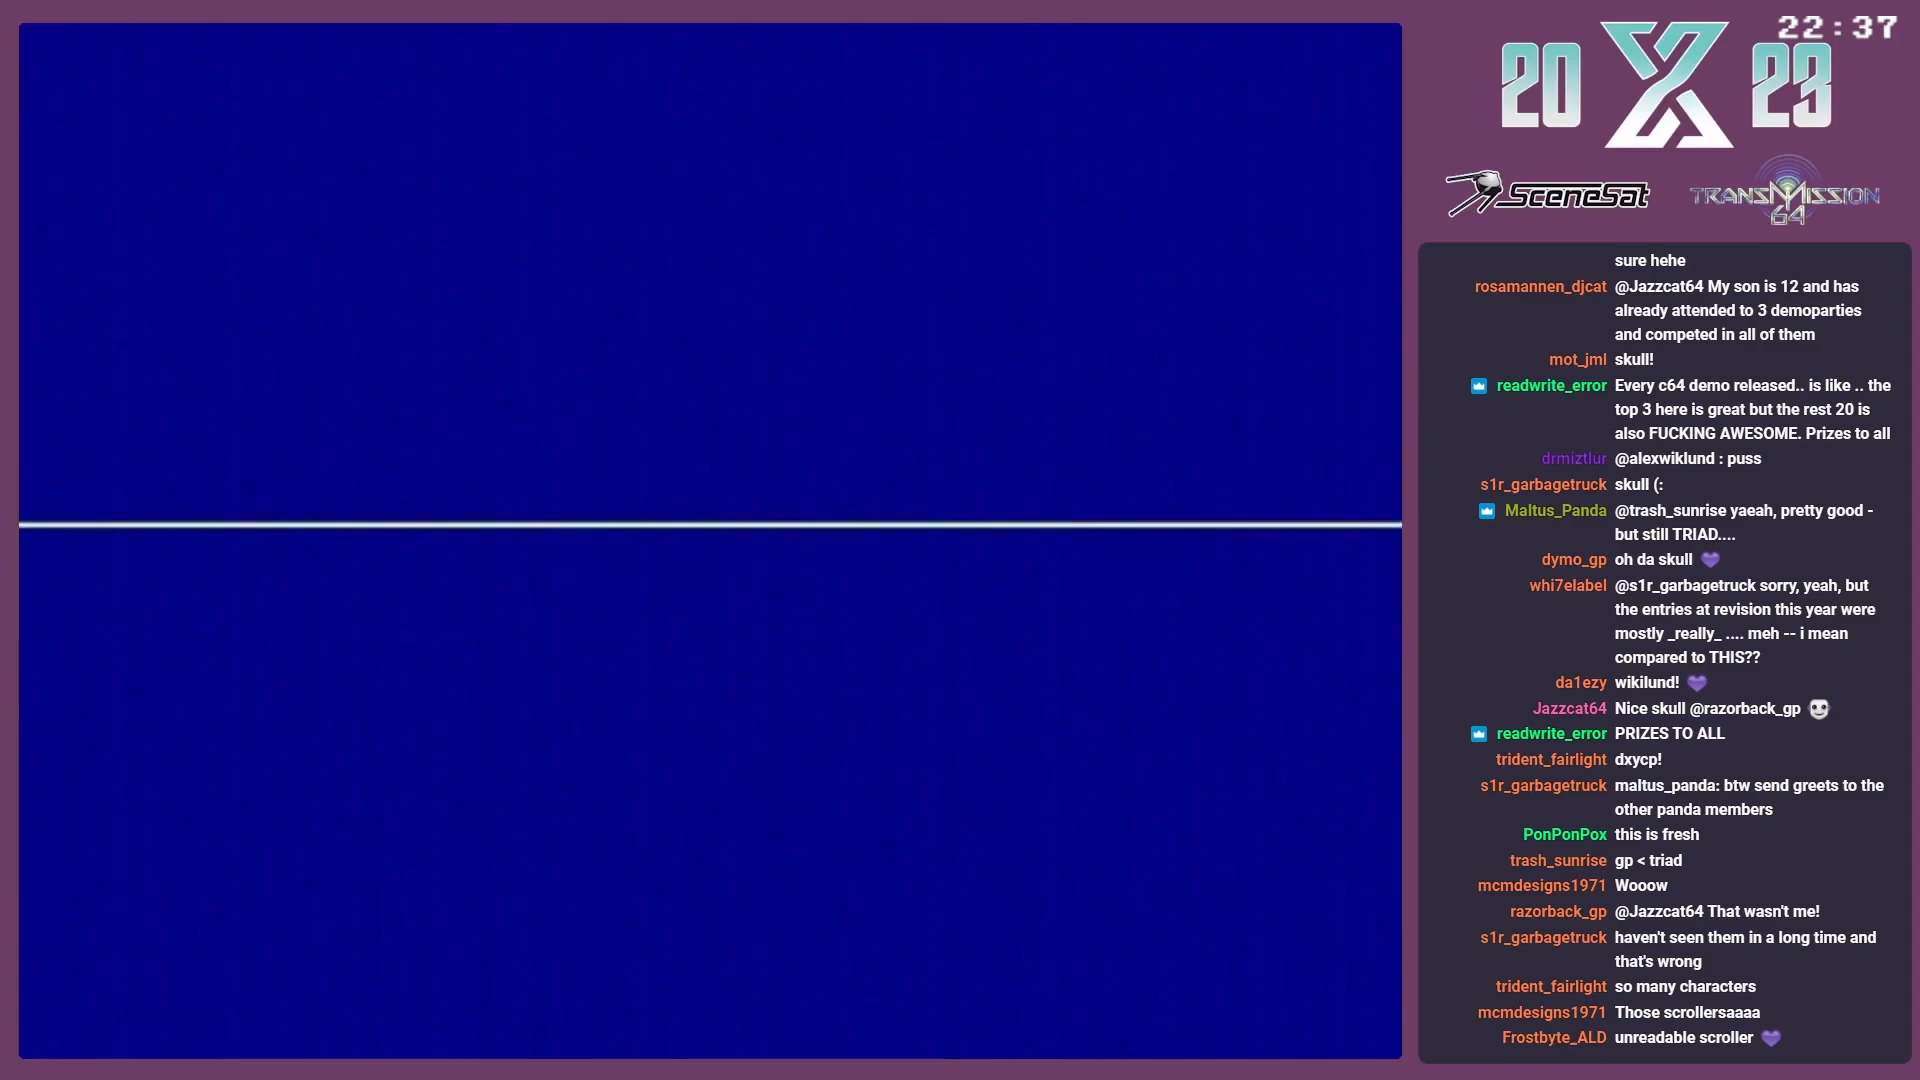 22:37
20 X 23
SceneSat
TRANSMISSION
64
sure hehe
rosamannen_djcat @Jazzcat64 My son is 12 and has
already attended to 3 demoparties
and competed in all of them
mot_jml skull!
readwrite_error Every c64 demo released.. is like .. the
top 3 here is great but the rest 20 is
also FUCKING AWESOME. Prizes to all
drmiztlur @alexwiklund : puss
s1r_garbagetruck skull (:
Maltus_Panda @trash_sunrise yaeah, pretty good -
but still TRIAD....
dymo_gp oh da skull
whi7elabel @s1r_garbagetruck sorry, yeah, but
the entries at revision this year were
mostly _really_ .... meh -- i mean
compared to THIS??
da1ezy wikilund!
Jazzcat64 Nice skull @razorback_gp
readwrite_error PRIZES TO ALL
trident_fairlight dxycp!
s1r_garbagetruck maltus_panda: btw send greets to the
other panda members
PonPonPox this is fresh
trash_sunrise gp < triad
mcmdesigns1971 Wooow
razorback_gp @Jazzcat64 That wasn't me!
s1r_garbagetruck haven't seen them in a long time and
that's wrong
trident_fairlight so many characters
mcmdesigns1971 Those scrollersaaaa
Frostbyte_ALD unreadable scroller